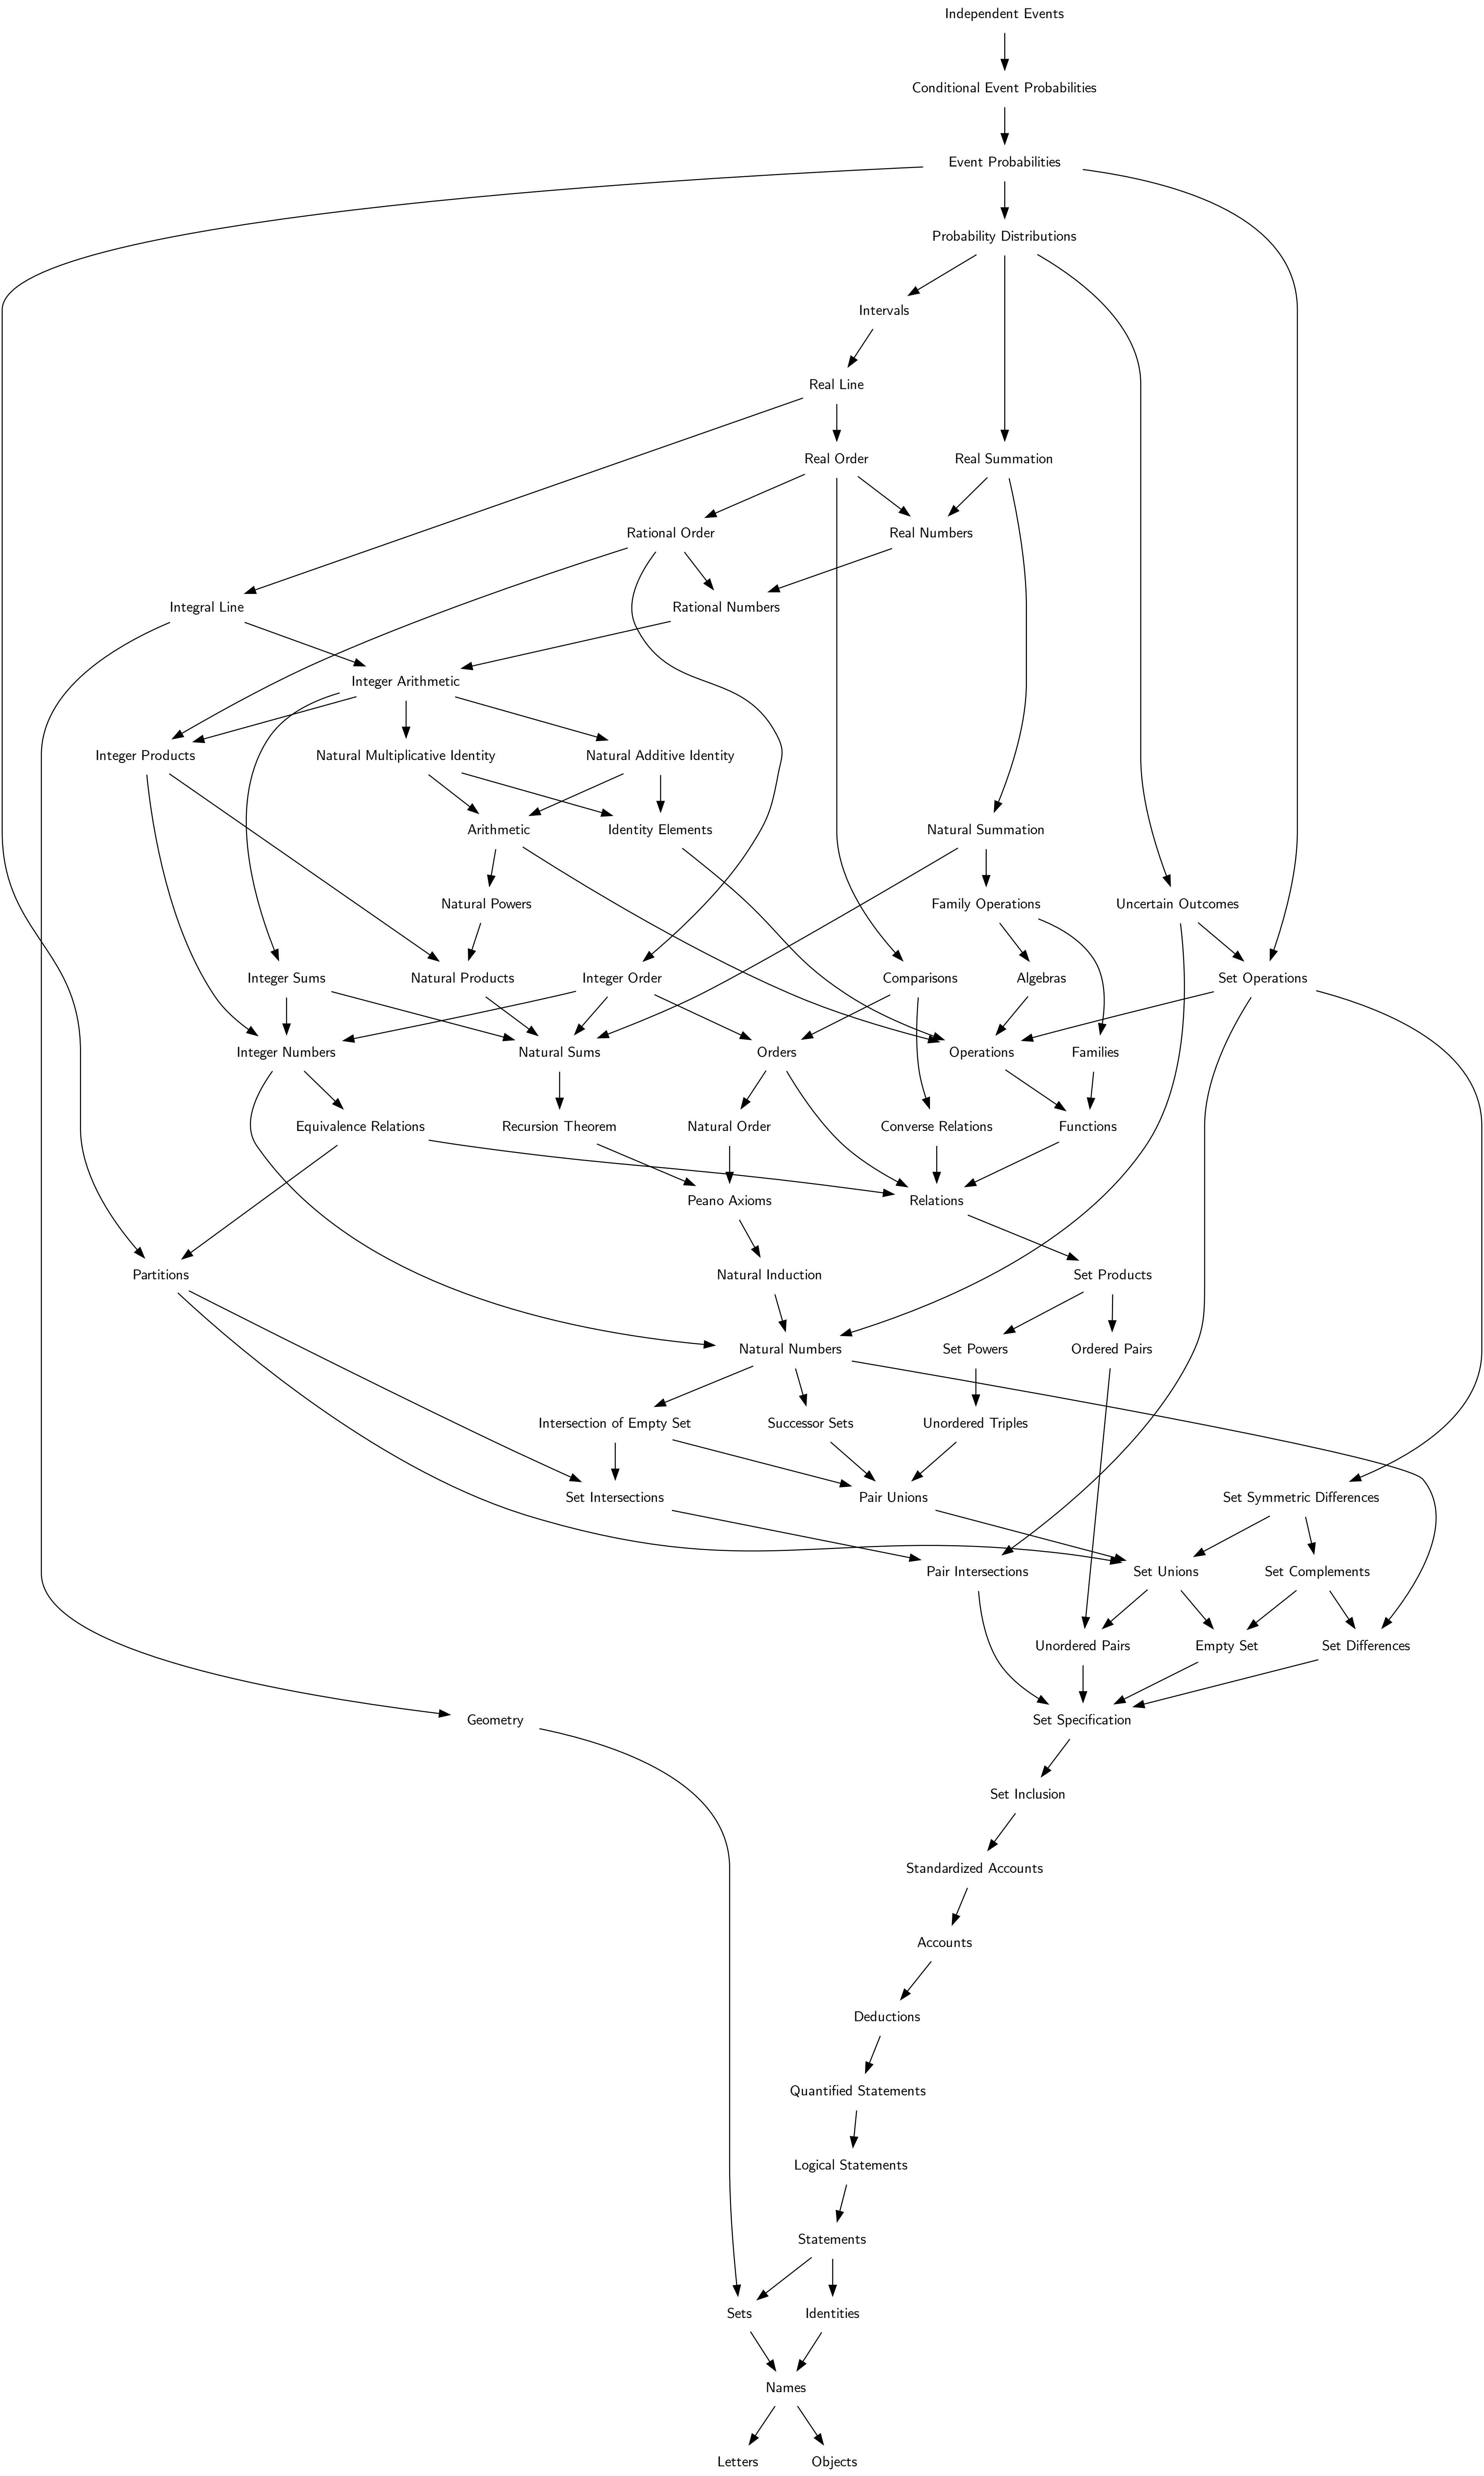 Independent Events
Conditional Event Probabilities
Event Probabilities
Probability Distributions
Intervals
Real Line
Real Order
Real Summation
Rational Order
Real Numbers
Integral Line
Rational Numbers
Integer Arithmetic
Integer Products
Natural Multiplicative Identity
Natural Additive Identity
Arithmetic
Identity Elements
Natural Summation
Natural Powers
Family Operations
Uncertain Outcomes
Integer Sums
Natural Products
Integer Order
Comparisons
Algebras
Set Operations
Integer Numbers
Natural Sums
Orders
Operations
Families
Equivalence Relations
Recursion Theorem
Natural Order
Converse Relations
Functions
Peano Axioms
Relations
Partitions
Natural Induction
Set Products
Natural Numbers
Set Powers
Ordered Pairs
Intersection of Empty Set
Successor Sets
Unordered Triples
Set Intersections
Pair Unions
Set Symmetric Differences
Pair Intersections
Set Unions
Set Complements
Unordered Pairs
Empty Set
Set Differences
Geometry
Set Specification
Set Inclusion
Standardized Accounts
Accounts
Deductions
Quantified Statements
Logical Statements
Statements
Sets
Identities
Names
Letters
Objects